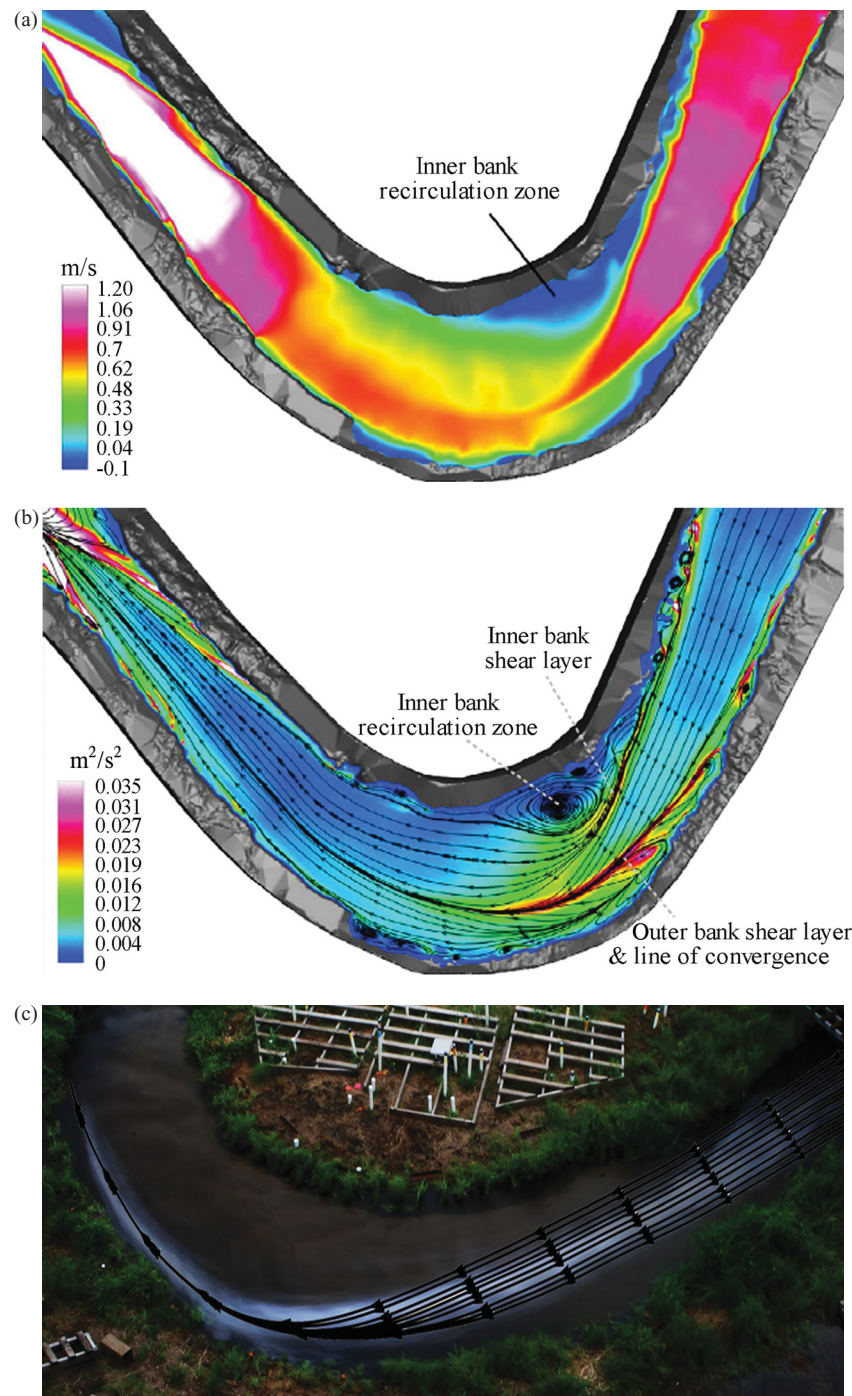 (a)
Inner bank
recirculation zone
m/s
1.20
1.06
0.91
0.7
0.62
0.48
0.33
0.19
0.04
-0.1
(b)
Inner bank
shear layer
Inner bank
recirculation zone
m²/s²
0.035
0.031
0.027
0.023
0.019
0.016
0.012
0.008
0.004
0
Outer bank shear layer
& line of convergence
(c)